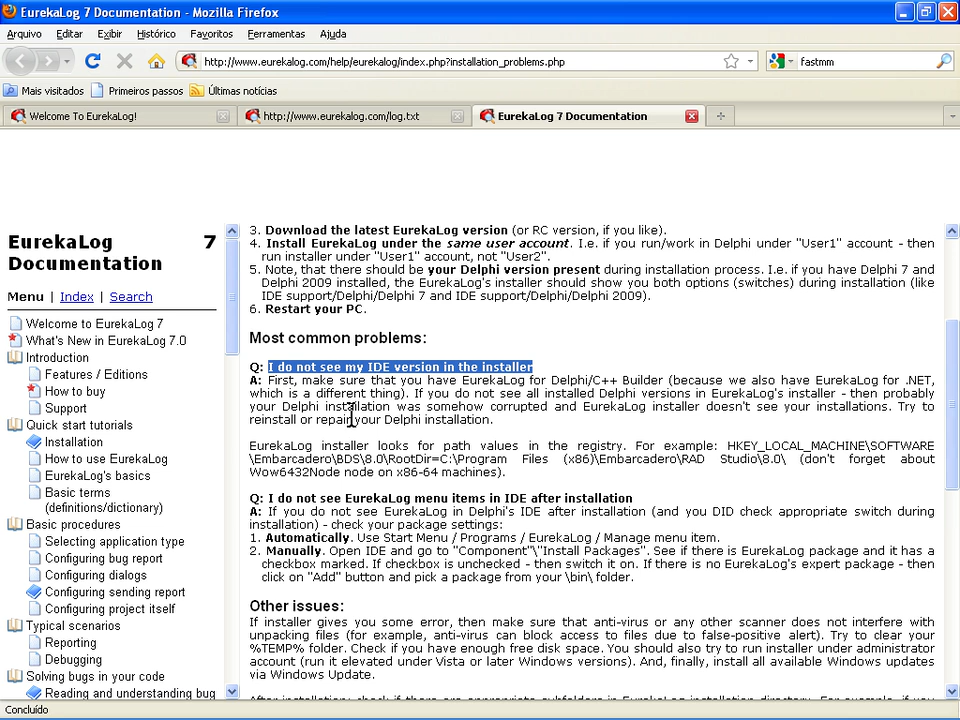 EurekaLog 7 Documentation - Mozilla Firefox
Arquivo Editar Exibir Histórico Favoritos Ferramentas Ajuda
http://www.eurekalog.com/help/eurekalog/index.php?installation_problems.php
fastmm
Mais visitados Primeiros passos Últimas notícias
Welcome To EurekaLog!
http://www.eurekalog.com/log.txt
EurekaLog 7 Documentation
EurekaLog 7
Documentation
Menu | Index | Search
Welcome to EurekaLog 7
What's New in EurekaLog 7.0
Introduction
Features / Editions
How to buy
Support
Quick start tutorials
Installation
How to use EurekaLog
EurekaLog's basics
Basic terms
(definitions/dictionary)
Basic procedures
Selecting application type
Configuring bug report
Configuring dialogs
Configuring sending report
Configuring project itself
Typical scenarios
Reporting
Debugging
Solving bugs in your code
Reading and understanding bug
3. Download the latest EurekaLog version (or RC version, if you like).
4. Install EurekaLog under the same user account. I.e. if you run/work in Delphi under "User1" account - then
run installer under "User1" account, not "User2".
5. Note, that there should be your Delphi version present during installation process. I.e. if you have Delphi 7 and
Delphi 2009 installed, the EurekaLog's installer should show you both options (switches) during installation (like
IDE support/Delphi/Delphi 7 and IDE support/Delphi/Delphi 2009).
6. Restart your PC.
Most common problems:
Q: I do not see my IDE version in the installer
A: First, make sure that you have EurekaLog for Delphi/C++ Builder (because we also have EurekaLog for .NET,
which is a different thing). If you do not see all installed Delphi versions in EurekaLog's installer - then probably
your Delphi installation was somehow corrupted and EurekaLog installer doesn't see your installations. Try to
reinstall or repair your Delphi installation.
EurekaLog installer looks for path values in the registry. For example: HKEY_LOCAL_MACHINE\SOFTWARE
\Embarcadero\BDS\8.0\RootDir=C:\Program Files (x86)\Embarcadero\RAD Studio\8.0\ (don't forget about
Wow6432Node node on x86-64 machines).
Q: I do not see EurekaLog menu items in IDE after installation
A: If you do not see EurekaLog in Delphi's IDE after installation (and you DID check appropriate switch during
installation) - check your package settings:
1. Automatically. Use Start Menu / Programs / EurekaLog / Manage menu item.
2. Manually. Open IDE and go to "Component"\"Install Packages". See if there is EurekaLog package and it has a
checkbox marked. If checkbox is unchecked - then switch it on. If there is no EurekaLog's expert package - then
click on "Add" button and pick a package from your \bin\ folder.
Other issues:
If installer gives you some error, then make sure that anti-virus or any other scanner does not interfere with
unpacking files (for example, anti-virus can block access to files due to false-positive alert). Try to clear your
%TEMP% folder. Check if you have enough free disk space. You should also try to run installer under administrator
account (run it elevated under Vista or later Windows versions). And, finally, install all available Windows updates
via Windows Update.
After installation: check if there are appropriate subfolders in EurekaLog installation directory. For example, if you
Concluído